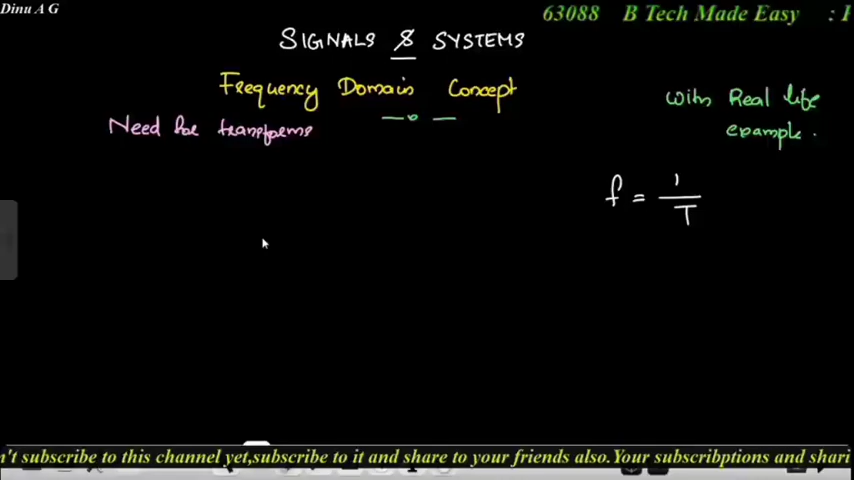 Dinu A G
63088 B Tech Made Easy : I
SIGNALS & SYSTEMS
Frequency Domain Concept
Need for transforms
With Real life
example.
f = 1/T
n't subscribe to this channel yet,subscribe to it and share to your friends also.Your subscribptions and shari